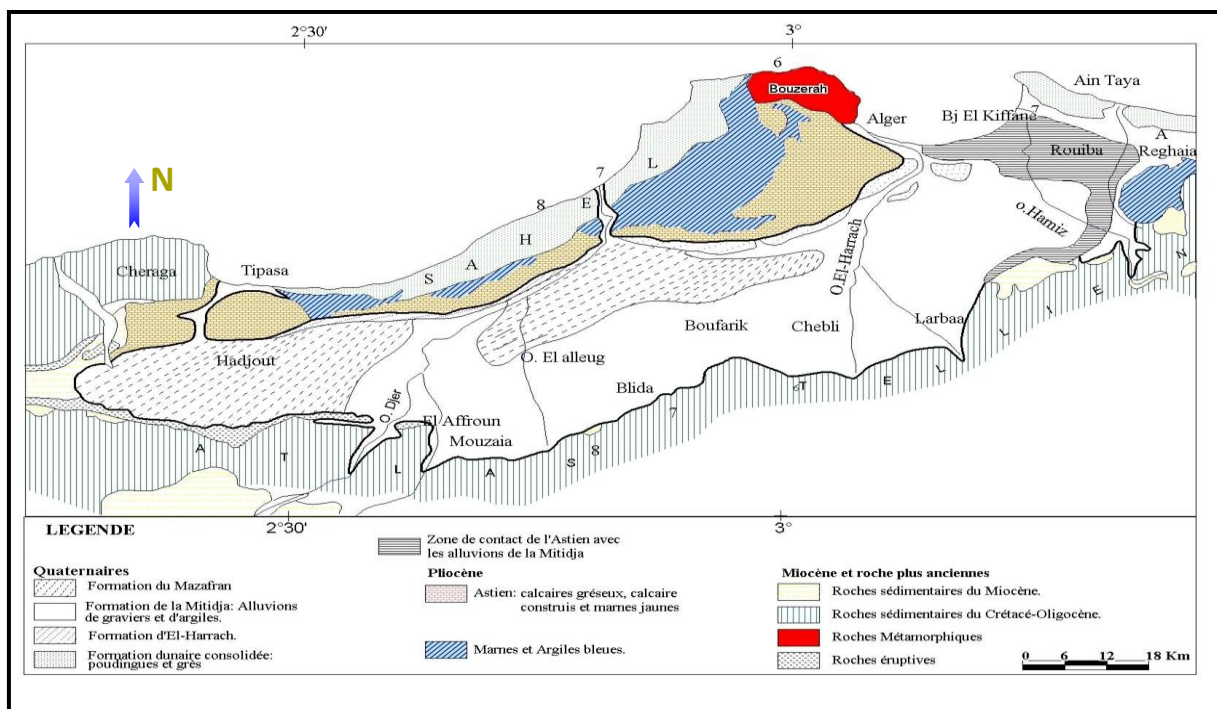 2°30'
3°
6
Bouzerah
Ain Taya
Alger
Bj El Kiffane
7
A
Rouiba
Reghaia
L
7
8
E
o.Hamiz
N
H
A
S
O.El-Harrach
Cheraga
Tipasa
E
I
L
L
E
T
6
Boufarik
Chebli
Larbaa
Hadjout
O. El alleug
Blida
7
O. Djer
El Affroun
Mouzaia
8
A
T
L
A
S
2°30'
3°
LEGENDE
Zone de contact de l'Astien avec
les alluvions de la Mitidja
Quaternaires
Formation du Mazafran
Formation de la Mitidja: Alluvions
de graviers et d'argiles.
Formation d'El-Harrach.
Formation dunaire consolidée:
poudingues et grès
Pliocène
Astien: calcaires gréseux, calcaire
construis et marnes jaunes
Marnes et Argiles bleues.
Miocène et roche plus anciennes
Roches sédimentaires du Miocène.
Roches sédimentaires du Crétacé-Oligocène.
Roches Métamorphiques
Roches éruptives
0 6 12 18 Km
N